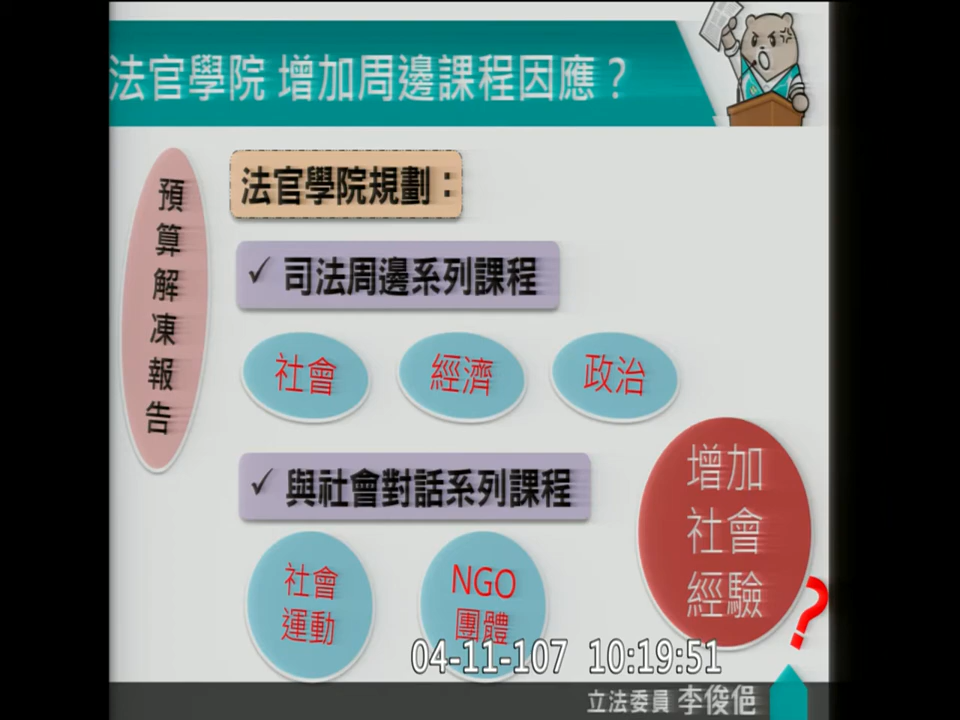 法官學院 增加周邊課程因應？
預算解凍報告
法官學院規劃：
✓ 司法周邊系列課程
社會
經濟
政治
✓ 與社會對話系列課程
社會
運動
NGO
團體
增加
社會
經驗
?
04-11-107 10:19:51
立法委員 李俊俋